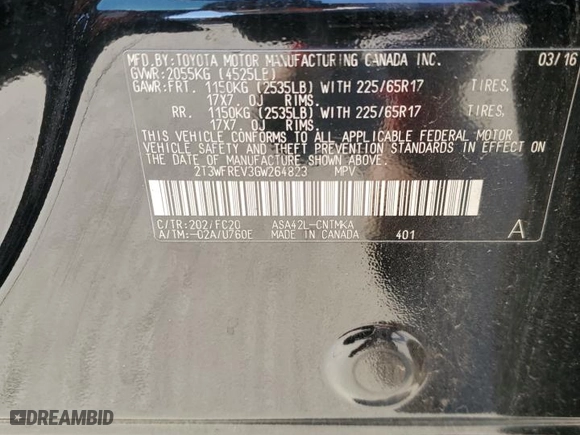 MFD.BY:TOYOTA MOTOR MANUFACTURING CANADA INC. 03/16
GVWR:2055KG (4525LB)
GAWR:FRT. 1150KG (2535LB) WITH 225/65R17 TIRES,
17X7.0J RIMS.
RR. 1150KG (2535LB) WITH 225/65R17 TIRES,
17X7.0J RIMS.
THIS VEHICLE CONFORMS TO ALL APPLICABLE FEDERAL MOTOR
VEHICLE SAFETY AND THEFT PREVENTION STANDARDS IN EFFECT
ON THE DATE OF MANUFACTURE SHOWN ABOVE.
2T3WFREV3GW264823 MPV
C/TR:202/FC20 ASA42L-CNTMKA
A/TM:-02A/U760E MADE IN CANADA 401 A
DREAMBID